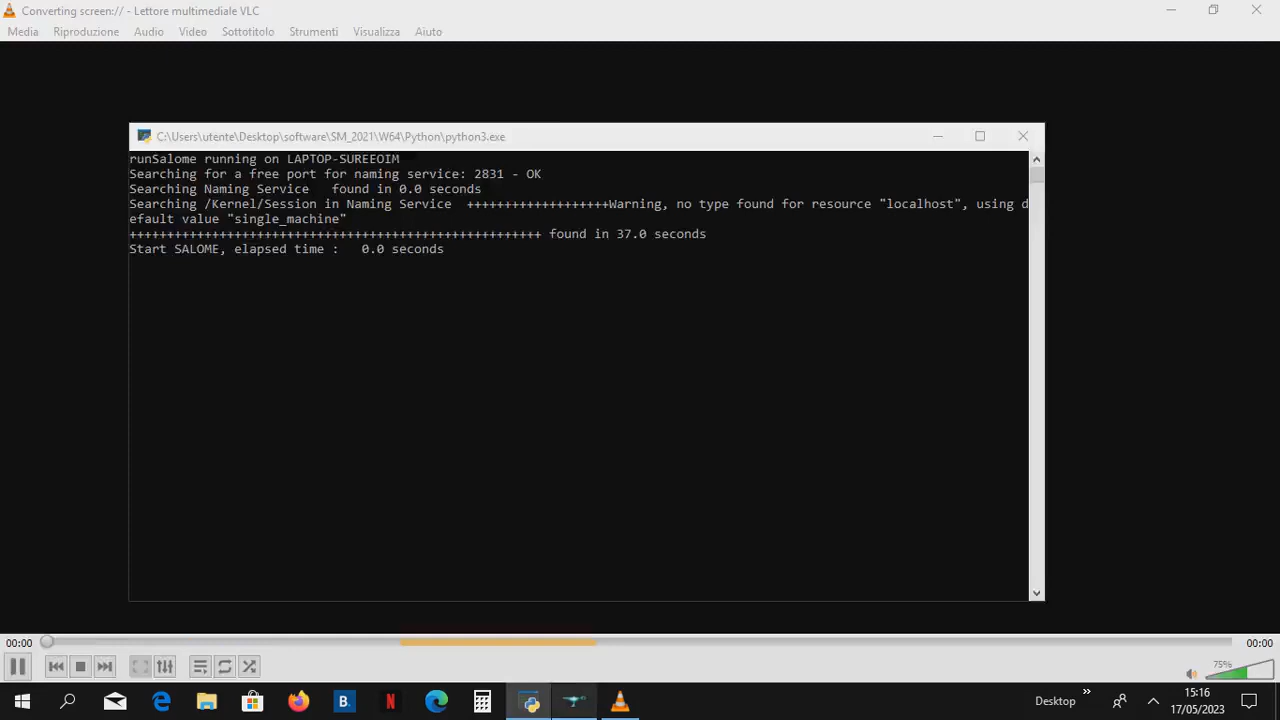 Converting screen:// - Lettore multimediale VLC
Media Riproduzione Audio Video Sottotitolo Strumenti Visualizza Aiuto
C:\Users\utente\Desktop\software\SM_2021\W64\Python\python3.exe
runSalome running on LAPTOP-SUREEOIM
Searching for a free port for naming service: 2831 - OK
Searching Naming Service   found in 0.0 seconds
Searching /Kernel/Session in Naming Service  +++++++++++++++++++Warning, no type found for resource "localhost", using d
efault value "single_machine"
+++++++++++++++++++++++++++++++++++++++++++++++++++++++ found in 37.0 seconds
Start SALOME, elapsed time :   0.0 seconds
00:00 00:00
75%
B. N Desktop » 15:16
17/05/2023